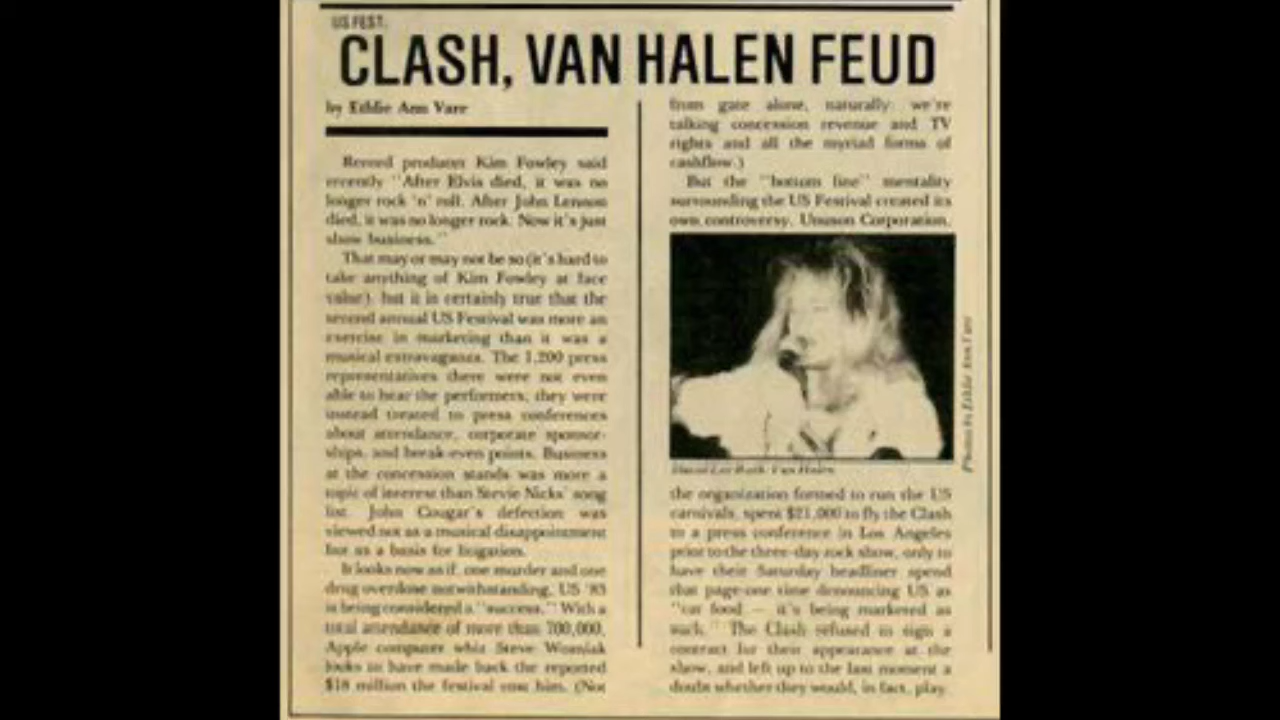 US FEST:
CLASH, VAN HALEN FEUD
by Ethlie Ann Vare
Record producer Kim Fowley said
recently "After Elvis died, it was no
longer rock 'n' roll. After John Lennon
died, it was no longer rock. Now it's just
show business."
That may or may not be so (it's hard to
take anything of Kim Fowley at face
value), but it is certainly true that the
second annual US Festival was more an
exercise in marketing than it was a
musical extravaganza. The 1,200 press
representatives there were not even
able to hear the performers; they were
instead treated to press conferences
about attendance, corporate sponsor-
ships, and break-even points. Business
at the concession stands was more a
topic of interest than Stevie Nicks' song
list. John Cougar's defection was
viewed not as a musical disappointment
but as a basis for litigation.
It looks now as if, one murder and one
drug overdose notwithstanding, US '83
is being considered a "success." With a
total attendance of more than 700,000,
Apple computer whiz Steve Wozniak
looks to have made back the reported
$18 million the festival cost him. (Not
from gate alone, naturally: we're
talking concession revenue and TV
rights and all the myriad forms of
cashflow.)
But the "bottom line" mentality
surrounding the US Festival created its
own controversy. Unuson Corporation,
David Lee Roth: Van Halen
Photos by Ethlie Ann Vare
the organization formed to run the US
carnivals, spent $21,000 to fly the Clash
to a press conference in Los Angeles
prior to the three-day rock show, only to
have their Saturday headliner spend
that page-one time denouncing US as
"cat food — it's being marketed as
such." The Clash refused to sign a
contract for their appearance at the
show, and left up to the last moment a
doubt whether they would, in fact, play.